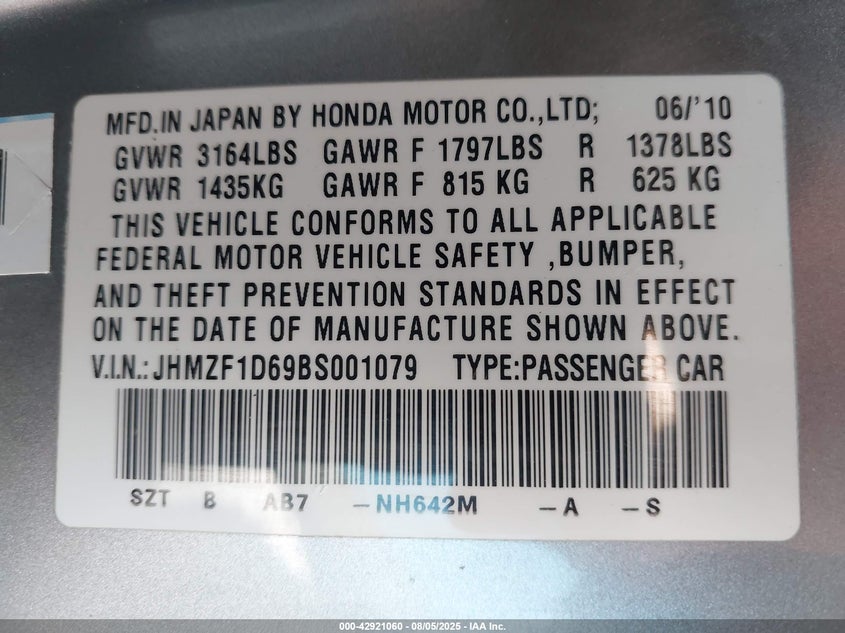 MFD.IN JAPAN BY HONDA MOTOR CO.,LTD; 06/'10
GVWR 3164LBS GAWR F 1797LBS R 1378LBS
GVWR 1435KG GAWR F 815 KG R 625 KG
THIS VEHICLE CONFORMS TO ALL APPLICABLE
FEDERAL MOTOR VEHICLE SAFETY ,BUMPER,
AND THEFT PREVENTION STANDARDS IN EFFECT
ON THE DATE OF MANUFACTURE SHOWN ABOVE.
V.I.N.:JHMZF1D69BS001079 TYPE:PASSENGER CAR
SZT B AB7 -NH642M -A -S
000-42921060 - 08/05/2025 - IAA Inc.